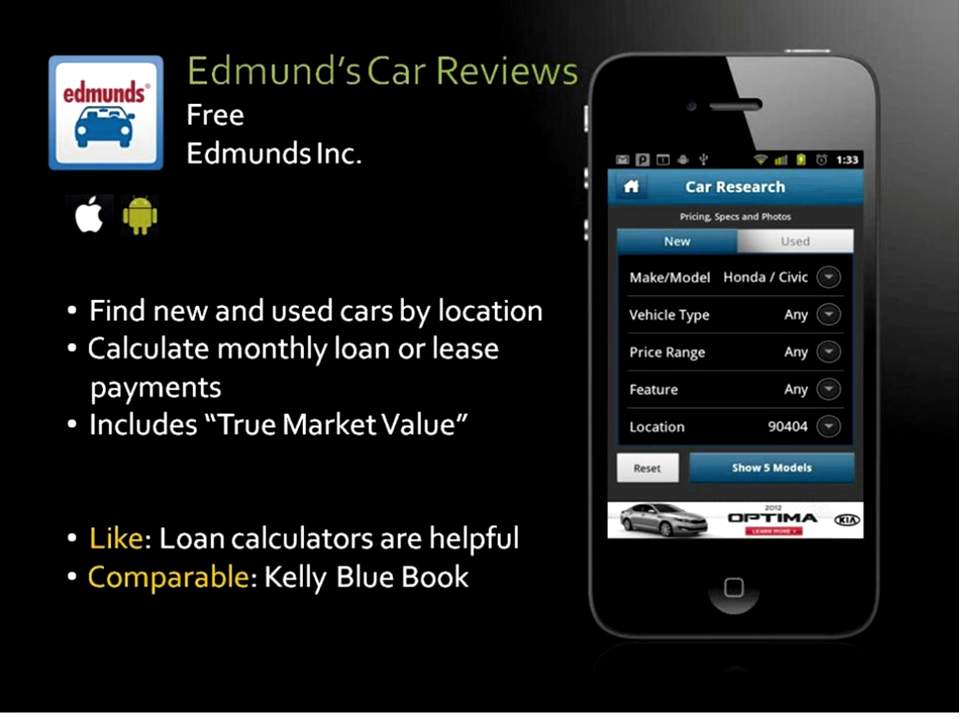 edmunds®
Edmund's Car Reviews
Free
Edmunds Inc.
• Find new and used cars by location
• Calculate monthly loan or lease
payments
• Includes “True Market Value”
• Like: Loan calculators are helpful
• Comparable: Kelly Blue Book
1:33
Car Research
Pricing, Specs and Photos
New Used
Make/Model Honda / Civic
Vehicle Type Any
Price Range Any
Feature Any
Location 90404
Reset Show 5 Models
2012
OPTIMA KIA
LEARN MORE